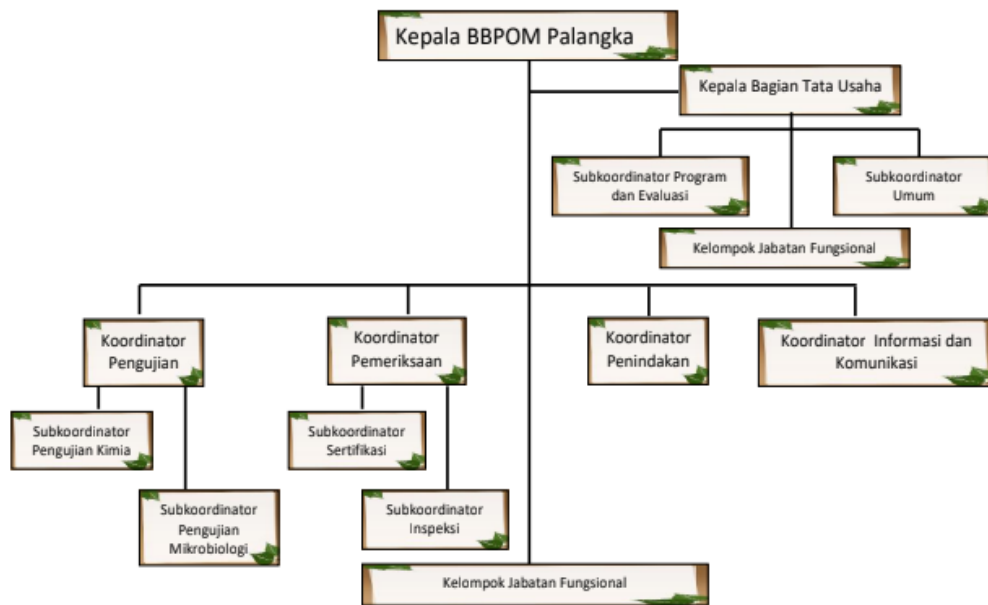 Kepala BBPOM Palangka
Kepala Bagian Tata Usaha
Subkoordinator Program
dan Evaluasi
Subkoordinator
Umum
Kelompok Jabatan Fungsional
Koordinator
Pengujian
Koordinator
Pemeriksaan
Koordinator
Penindakan
Koordinator Informasi dan
Komunikasi
Subkoordinator
Pengujian Kimia
Subkoordinator
Sertifikasi
Subkoordinator
Pengujian
Mikrobiologi
Subkoordinator
Inspeksi
Kelompok Jabatan Fungsional